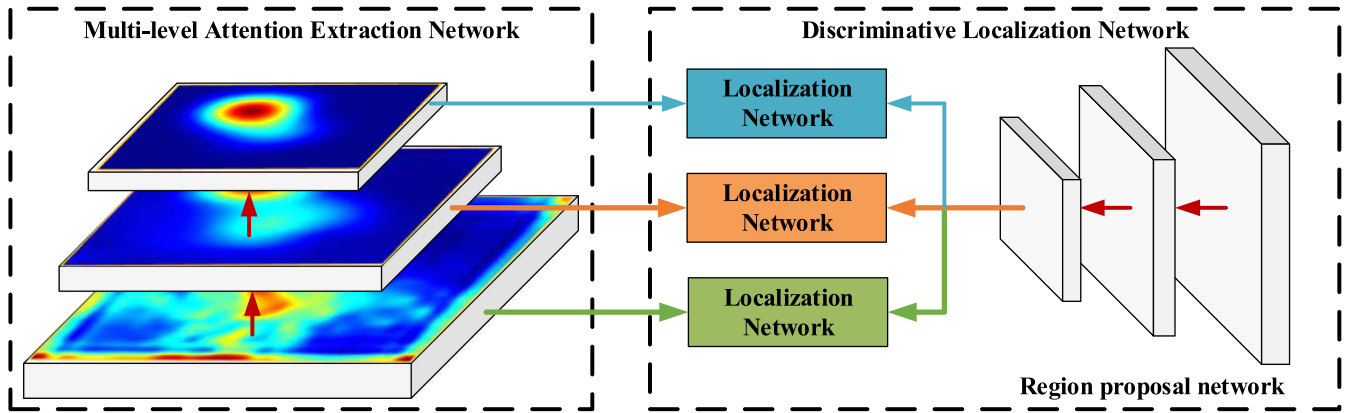 Multi-level Attention Extraction Network
Discriminative Localization Network
Localization
Network
Localization
Network
Localization
Network
Region proposal network